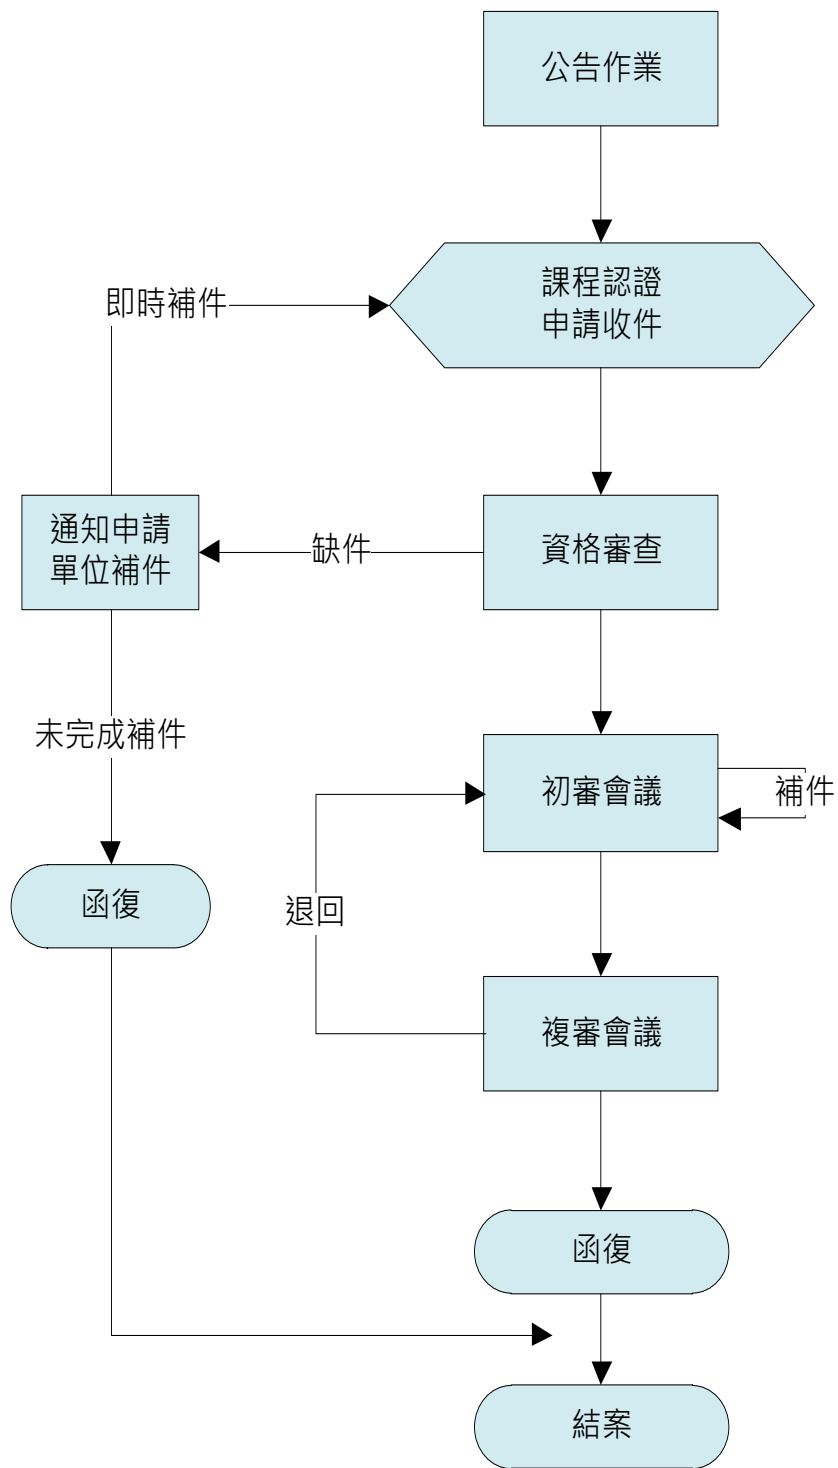 公告作業
課程認證
申請收件
即時補件
通知申請
單位補件
缺件
資格審查
未完成補件
初審會議
補件
函復
退回
複審會議
函復
結案